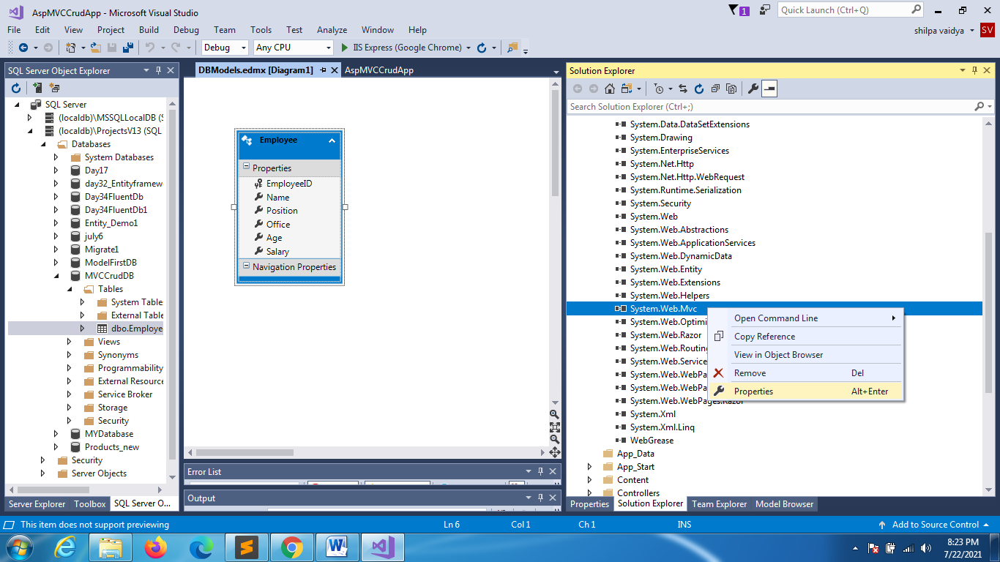 AspMVCCrudApp - Microsoft Visual Studio
1
Quick Launch (Ctrl+Q)
File Edit View Project Build Debug Team Tools Test Analyze Window Help
shilpa vaidya SV
Debug Any CPU IIS Express (Google Chrome)
SQL Server Object Explorer
SQL Server
(localdb)\MSSQLLocalDB (S
(localdb)\ProjectsV13 (SQL
Databases
System Databases
Day17
day32_Entityframew
Day34FluentDb
Day34FluentDb1
Entity_Demo1
july6
Migrate1
ModelFirstDB
MVCCrudDB
Tables
System Table
External Table
dbo.Employe
Views
Synonyms
Programmability
External Resource
Service Broker
Storage
Security
MYDatabase
Products_new
Security
Server Objects
Server Explorer Toolbox SQL Server O...
DBModels.edmx [Diagram1] AspMVCCrudApp
Employee
Properties
EmployeeID
Name
Position
Office
Age
Salary
Navigation Properties
Error List
Output
Solution Explorer
Search Solution Explorer (Ctrl+;)
System.Data.DataSetExtensions
System.Drawing
System.EnterpriseServices
System.Net.Http
System.Net.Http.WebRequest
System.Runtime.Serialization
System.Security
System.Web
System.Web.Abstractions
System.Web.ApplicationServices
System.Web.DynamicData
System.Web.Entity
System.Web.Extensions
System.Web.Helpers
System.Web.Mvc
System.Web.Optimi
System.Web.Razor
System.Web.Routing
System.Web.Service
System.Web.WebPa
System.Web.WebPa
System.Web.WebPages.Razor
System.Xml
System.Xml.Linq
WebGrease
App_Data
App_Start
Content
Controllers
Open Command Line
Copy Reference
View in Object Browser
Remove Del
Properties Alt+Enter
Properties Solution Explorer Team Explorer Model Browser
This item does not support previewing Ln 6 Col 1 Ch 1 INS Add to Source Control
8:23 PM
7/22/2021